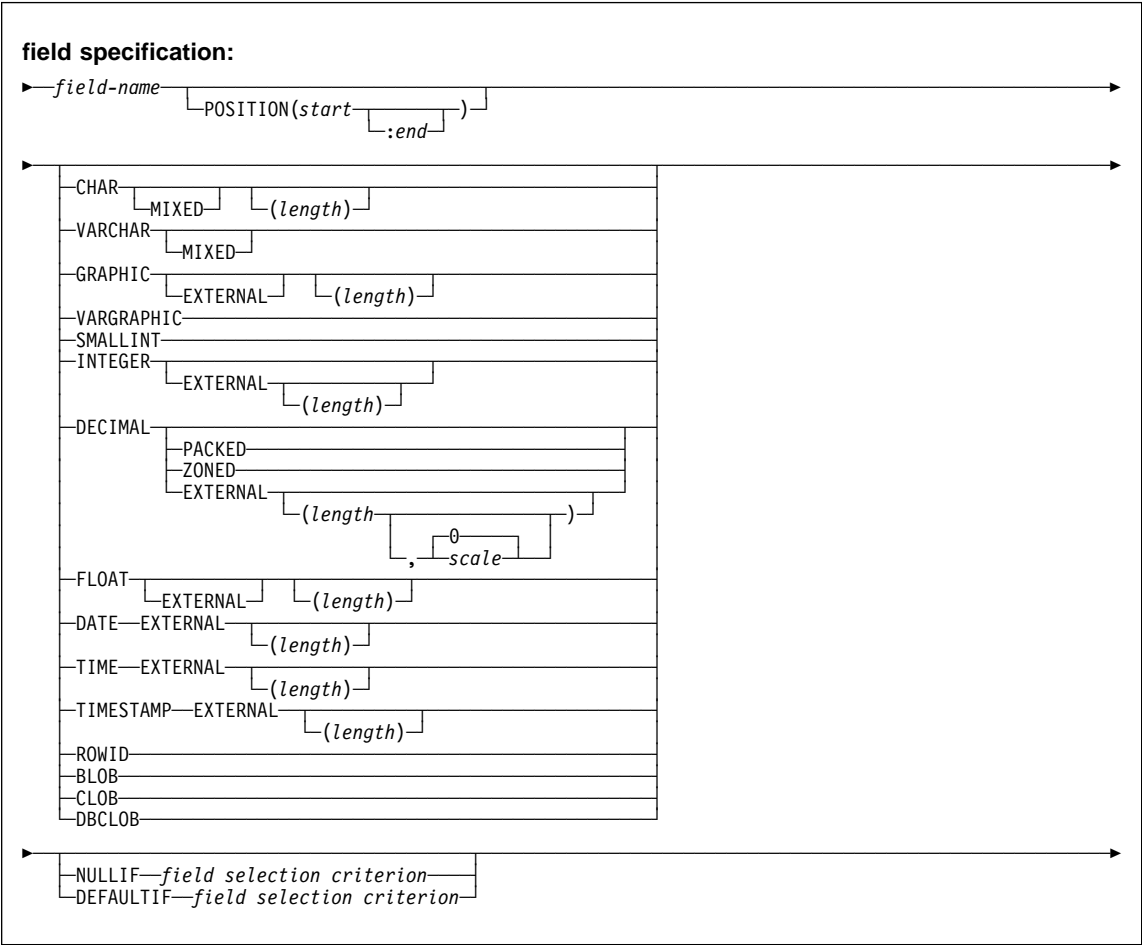 field specification:
field-name
POSITION(start )
:end
CHAR
MIXED (length)
VARCHAR
MIXED
GRAPHIC
EXTERNAL (length)
VARGRAPHIC
SMALLINT
INTEGER
EXTERNAL
(length)
DECIMAL
PACKED
ZONED
EXTERNAL
(length )
0
, scale
FLOAT
EXTERNAL (length)
DATE EXTERNAL
(length)
TIME EXTERNAL
(length)
TIMESTAMP EXTERNAL
(length)
ROWID
BLOB
CLOB
DBCLOB
NULLIF field selection criterion
DEFAULTIF field selection criterion